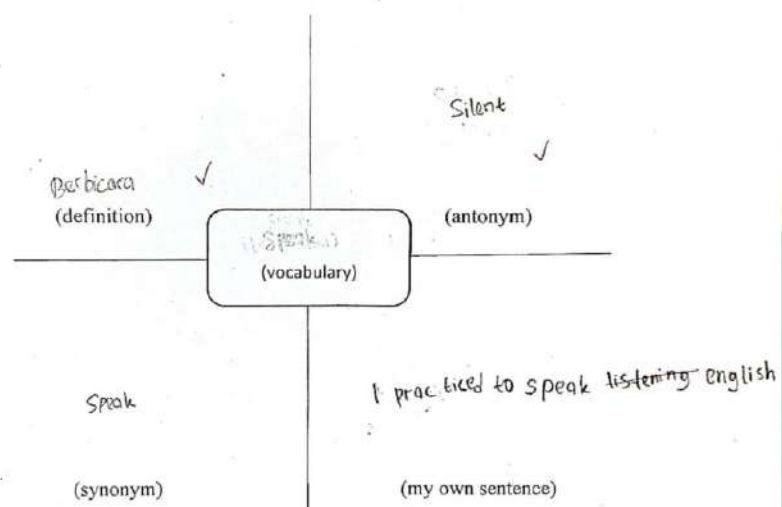 Silent
✓
Berbicara ✓
(definition)
(antonym)
Speak
(vocabulary)
Speak
I practiced to speak ~~listening~~ english
(synonym)
(my own sentence)